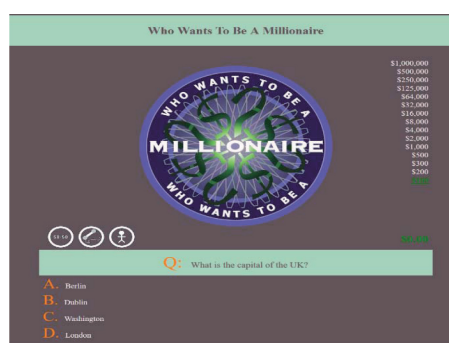 Who Wants To Be A Millionaire
WHO WANTS TO BE A
MILLIONAIRE
WHO WANTS TO BE A
$1,000,000
$500,000
$250,000
$125,000
$64,000
$32,000
$16,000
$8,000
$4,000
$2,000
$1,000
$500
$300
$200
Q: What is the capital of the UK?
A. Berlin
B. Dublin
C. Washington
D. London